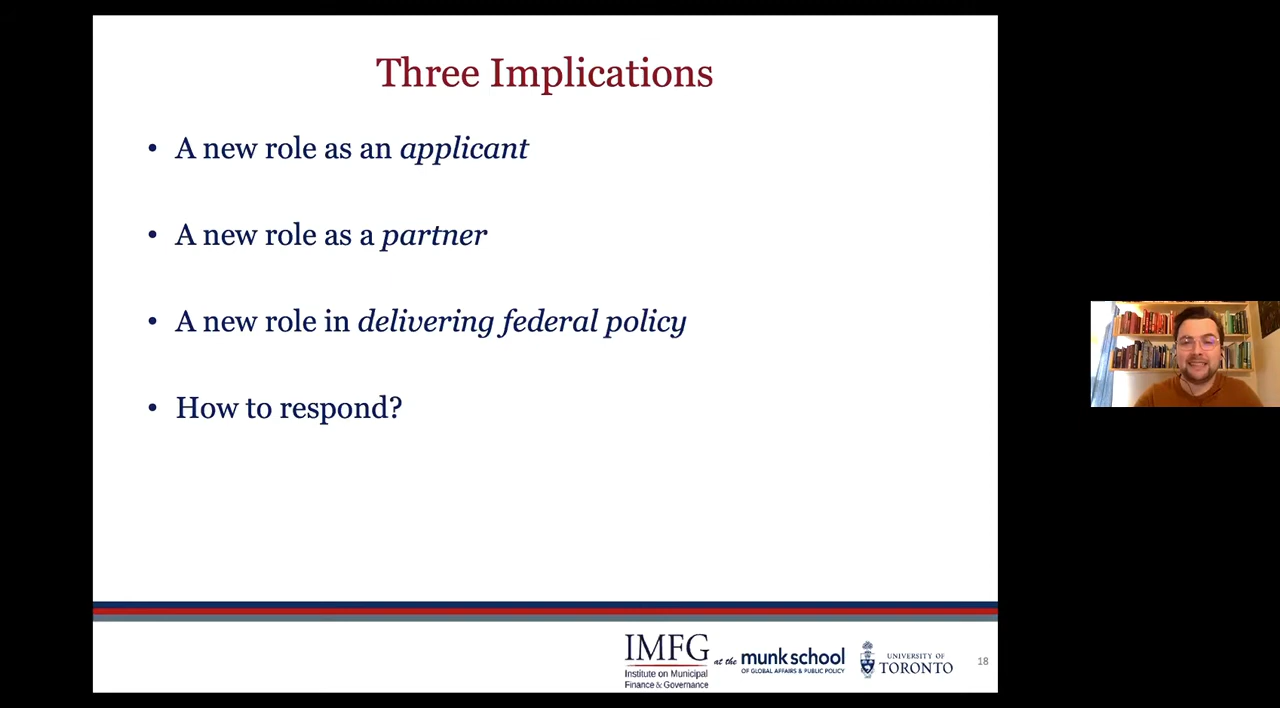 Three Implications
• A new role as an applicant
• A new role as a partner
• A new role in delivering federal policy
• How to respond?
IMFG
Institute on Municipal
Finance & Governance
at the munk school
OF GLOBAL AFFAIRS & PUBLIC POLICY
UNIVERSITY OF
TORONTO
18